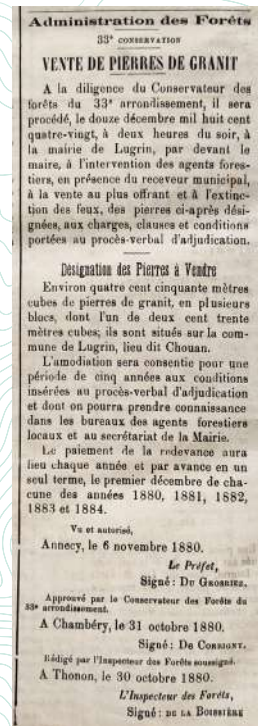 Administration des Forêts
33e CONSERVATION
VENTE DE PIERRES DE GRANIT
A la diligence du Conservateur des
forêts du 33e arrondissement, il sera
procédé, le douze décembre mil huit cent
quatre-vingt, à deux heures du soir, à
la mairie de Lugrin, par devant le
maire, à l'intervention des agents fores-
tiers, en présence du receveur municipal,
à la vente au plus offrant et à l'extinc-
tion des feux, des pierres ci-après dési-
gnées, aux charges, clauses et conditions
portées au procès-verbal d'adjudication.
Désignation des Pierres à Vendre
Environ quatre cent cinquante mètres
cubes de pierres de granit, en plusieurs
blocs, dont l'un de deux cent trente
mètres cubes; ils sont situés sur la com-
mune de Lugrin, lieu dit Chouan.
L'amodiation sera consentie pour une
période de cinq années aux conditions
insérées au procès-verbal d'adjudication
et dont on pourra prendre connaissance
dans les bureaux des agents forestiers
locaux et au secrétariat de la Mairie.
Le paiement de la redevance aura
lieu chaque année et par avance en un
seul terme, le premier décembre de cha-
cune des années 1880, 1881, 1882,
1883 et 1884.
Vu et autorisé,
Annecy, le 6 novembre 1880.
Le Préfet,
Signé: DU GROSRIEZ.
Approuvé par le Conservateur des Forêts du
33e arrondissement.
A Chambéry, le 31 octobre 1880.
Signé: DE CORSIGNY.
Rédigé par l'Inspecteur des Forêts soussigné.
A Thonon, le 30 octobre 1880.
L'Inspecteur des Forêts,
Signé: DE LA BOISSIÈRE